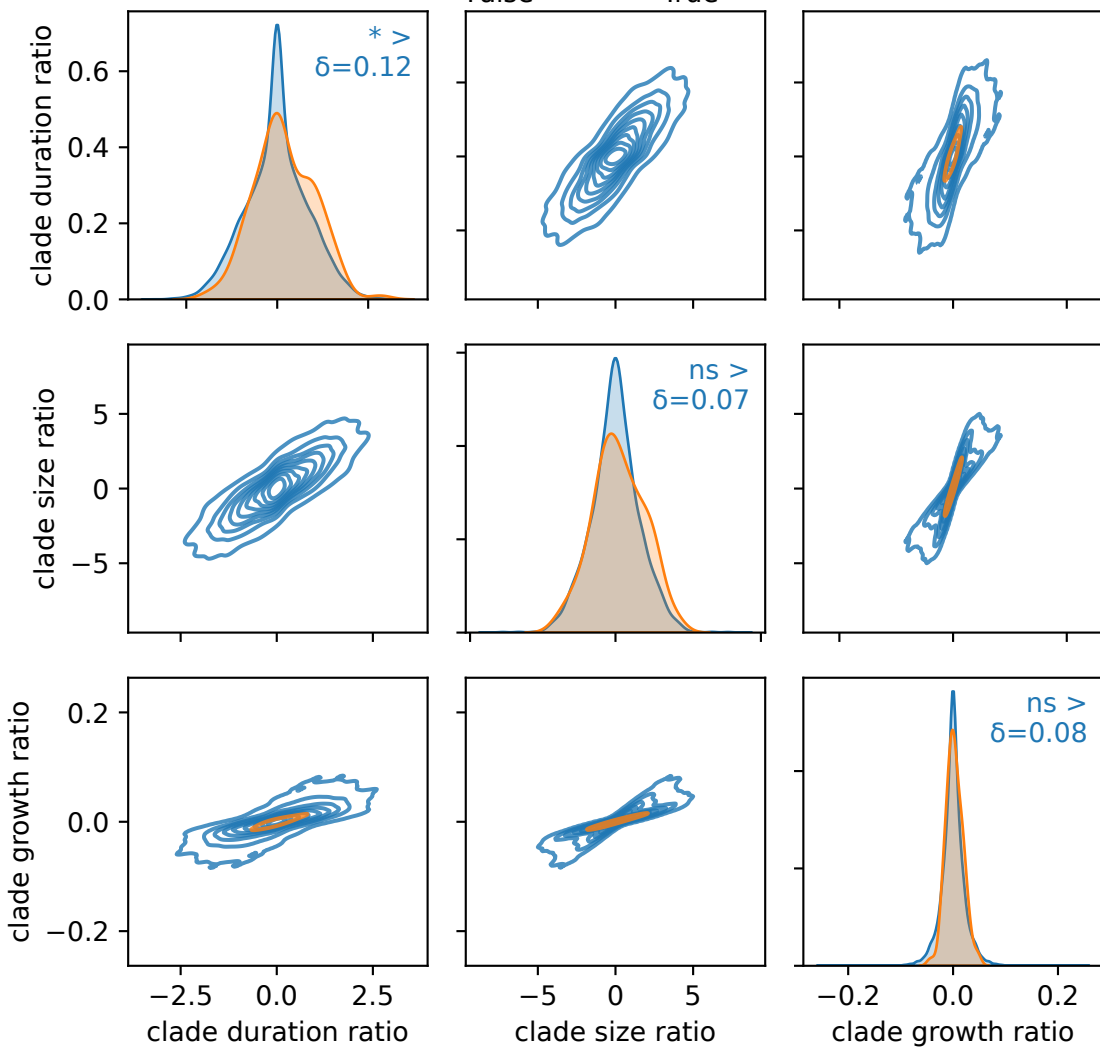 clade duration ratio
0.6
0.4
0.2
0.0
* >
δ=0.12
clade size ratio
5
0
−5
ns >
δ=0.07
clade growth ratio
0.2
0.0
−0.2
ns >
δ=0.08
−2.5 0.0 2.5
−5 0 5
−0.2 0.0 0.2
clade duration ratio
clade size ratio
clade growth ratio